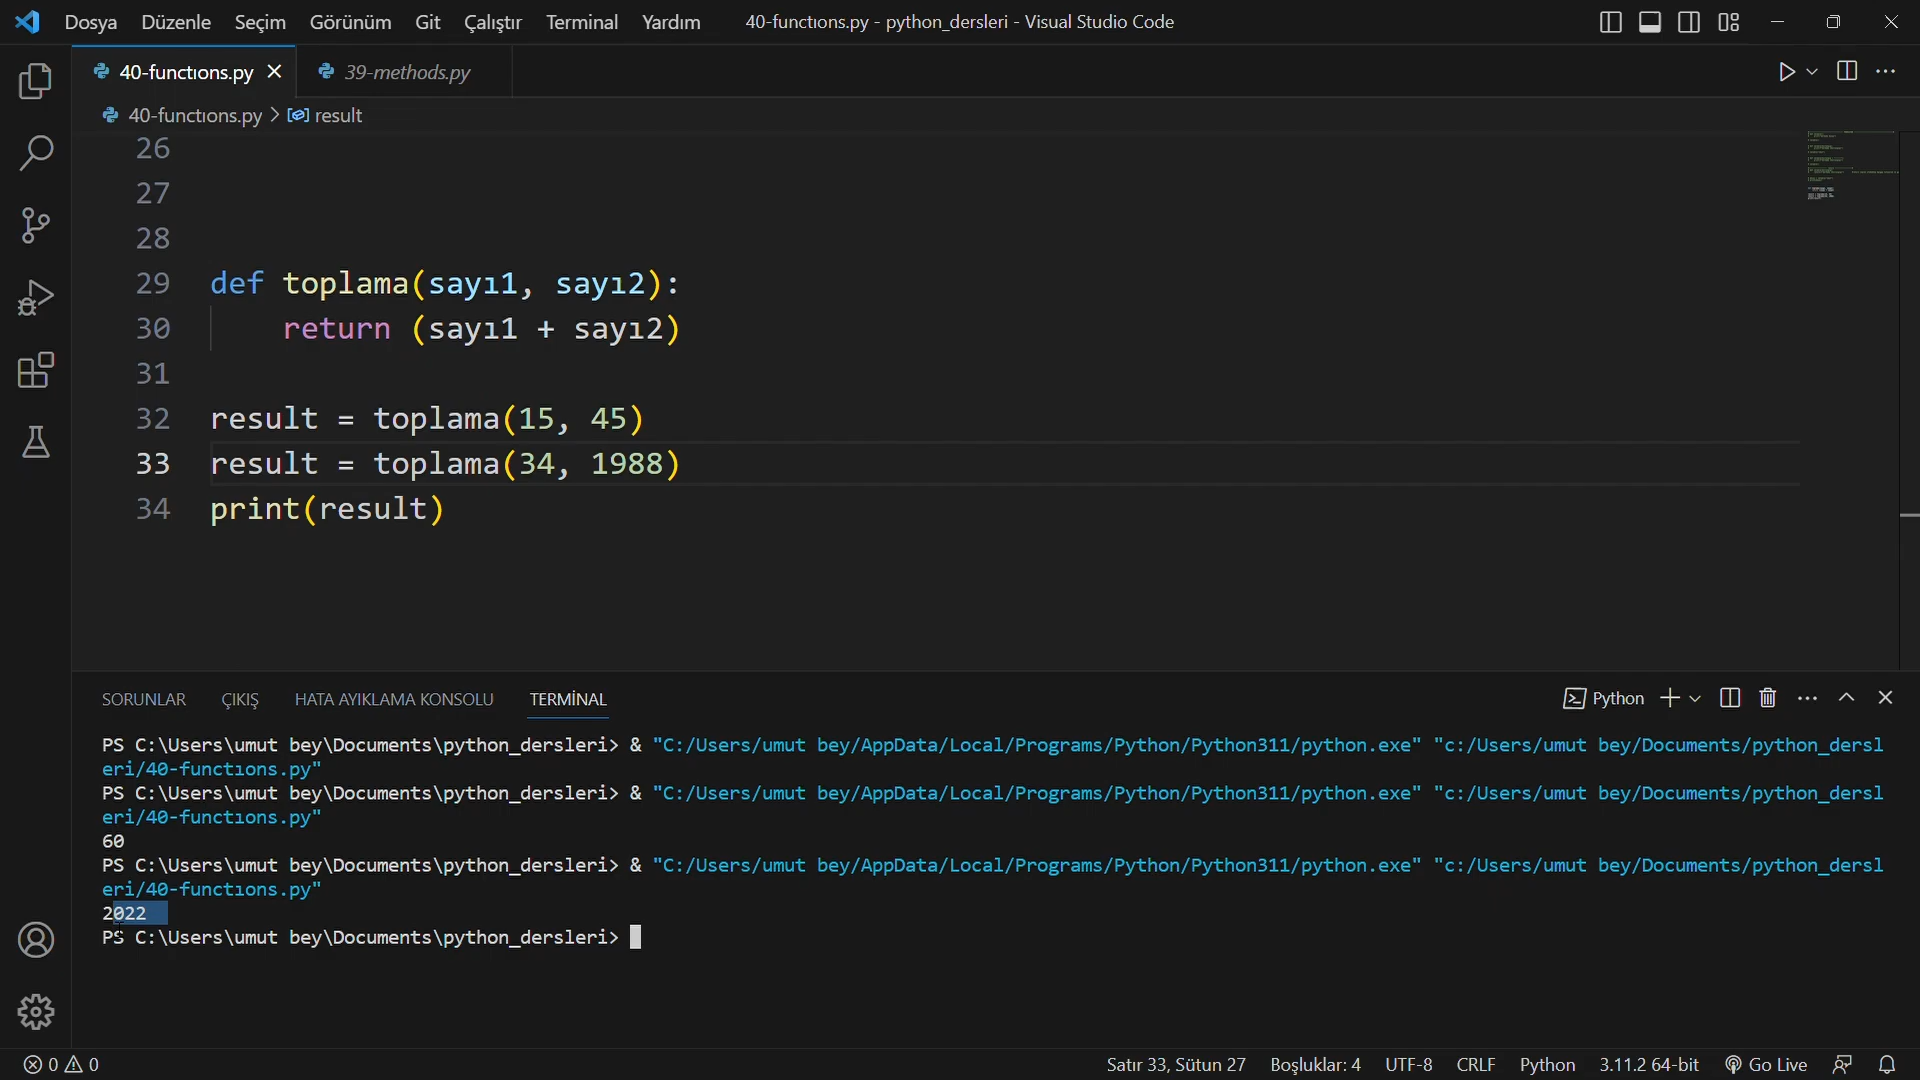 Dosya Düzenle Seçim Görünüm Git Çalıştır Terminal Yardım 40-functıons.py - python_dersleri - Visual Studio Code
40-functıons.py 39-methods.py
40-functıons.py > result
26
27
28
29 def toplama(sayı1, sayı2):
30 return (sayı1 + sayı2)
31
32 result = toplama(15, 45)
33 result = toplama(34, 1988)
34 print(result)
SORUNLAR ÇIKIŞ HATA AYIKLAMA KONSOLU TERMİNAL Python
PS C:\Users\umut bey\Documents\python_dersleri> & "C:/Users/umut bey/AppData/Local/Programs/Python/Python311/python.exe" "c:/Users/umut bey/Documents/python_dersl
eri/40-functıons.py"
PS C:\Users\umut bey\Documents\python_dersleri> & "C:/Users/umut bey/AppData/Local/Programs/Python/Python311/python.exe" "c:/Users/umut bey/Documents/python_dersl
eri/40-functıons.py"
60
PS C:\Users\umut bey\Documents\python_dersleri> & "C:/Users/umut bey/AppData/Local/Programs/Python/Python311/python.exe" "c:/Users/umut bey/Documents/python_dersl
eri/40-functıons.py"
2022
PS C:\Users\umut bey\Documents\python_dersleri>
0 0 Satır 33, Sütun 27 Boşluklar: 4 UTF-8 CRLF Python 3.11.2 64-bit Go Live